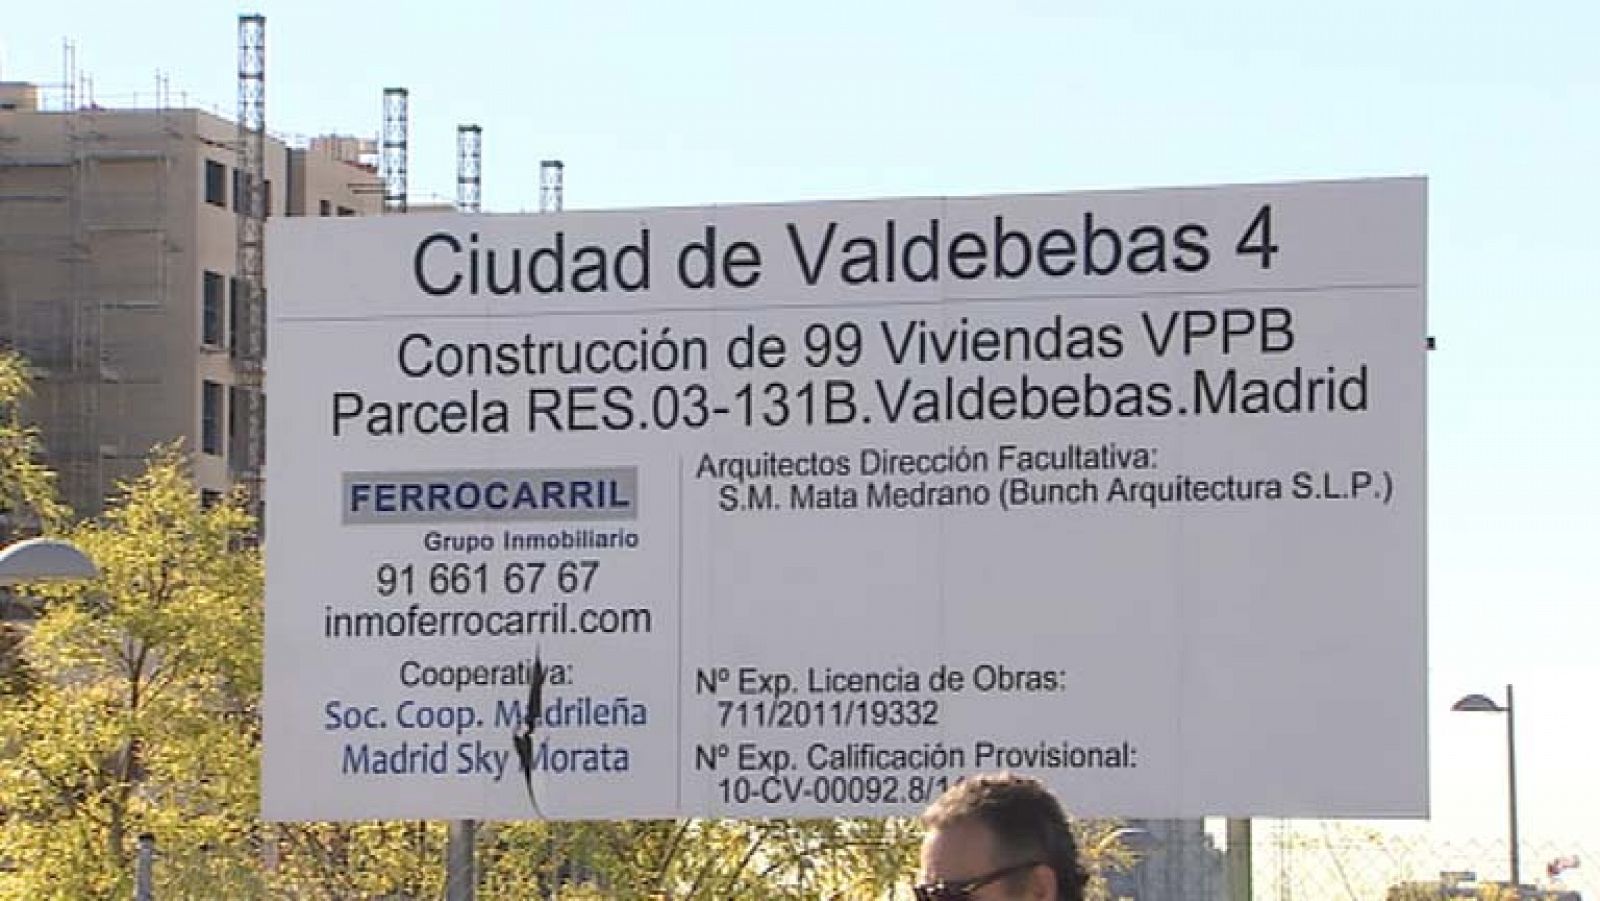 Ciudad de Valdebebas 4
Construcción de 99 Viviendas VPPB
Parcela RES.03-131B.Valdebebas.Madrid
FERROCARRIL
Grupo Inmobiliario
91 661 67 67
inmoferrocarril.com
Cooperativa:
Soc. Coop. Madrileña
Madrid Sky Morata
Arquitectos Dirección Facultativa:
S.M. Mata Medrano (Bunch Arquitectura S.L.P.)
Nº Exp. Licencia de Obras:
711/2011/19332
Nº Exp. Calificación Provisional: